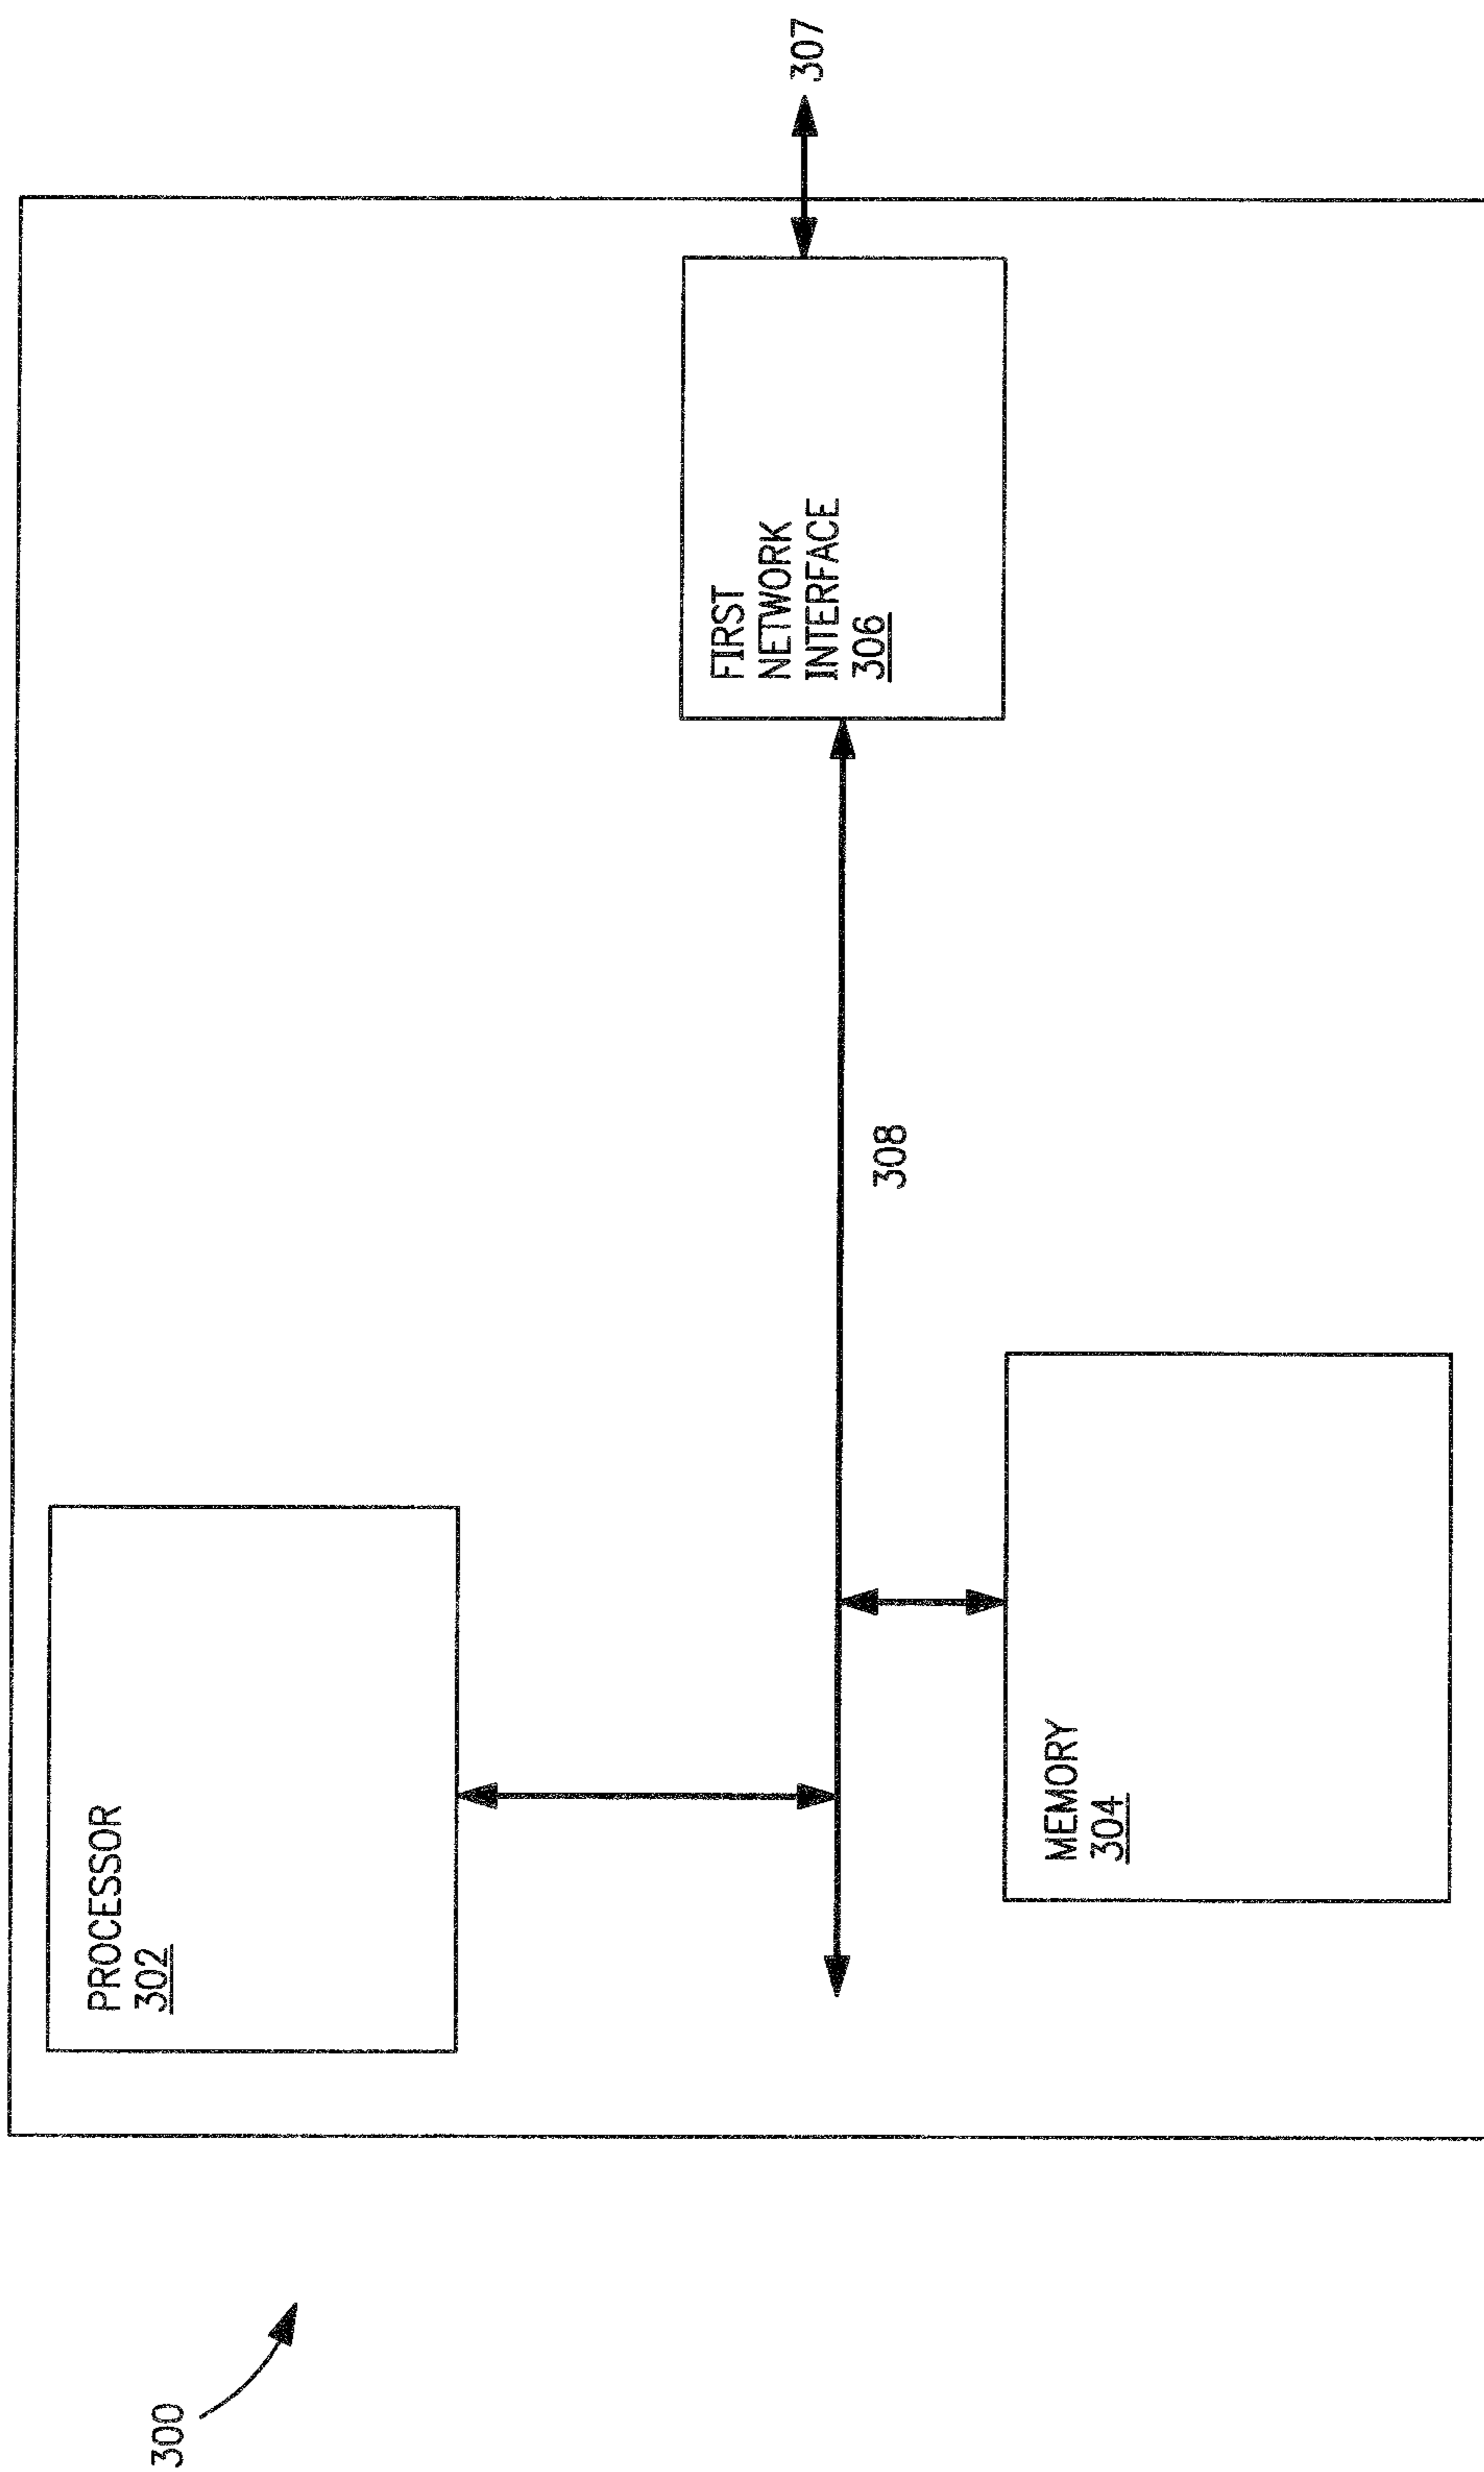 300
PROCESSOR
302
FIRST
NETWORK
INTERFACE
306
307
308
MEMORY
304